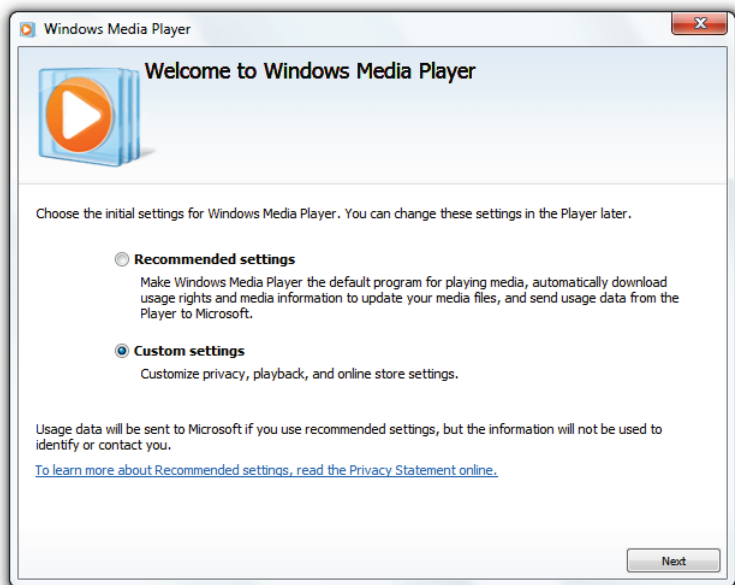 Windows Media Player
Welcome to Windows Media Player
Choose the initial settings for Windows Media Player. You can change these settings in the Player later.
Recommended settings
Make Windows Media Player the default program for playing media, automatically download
usage rights and media information to update your media files, and send usage data from the
Player to Microsoft.
Custom settings
Customize privacy, playback, and online store settings.
Usage data will be sent to Microsoft if you use recommended settings, but the information will not be used to
identify or contact you.
To learn more about Recommended settings, read the Privacy Statement online.
Next